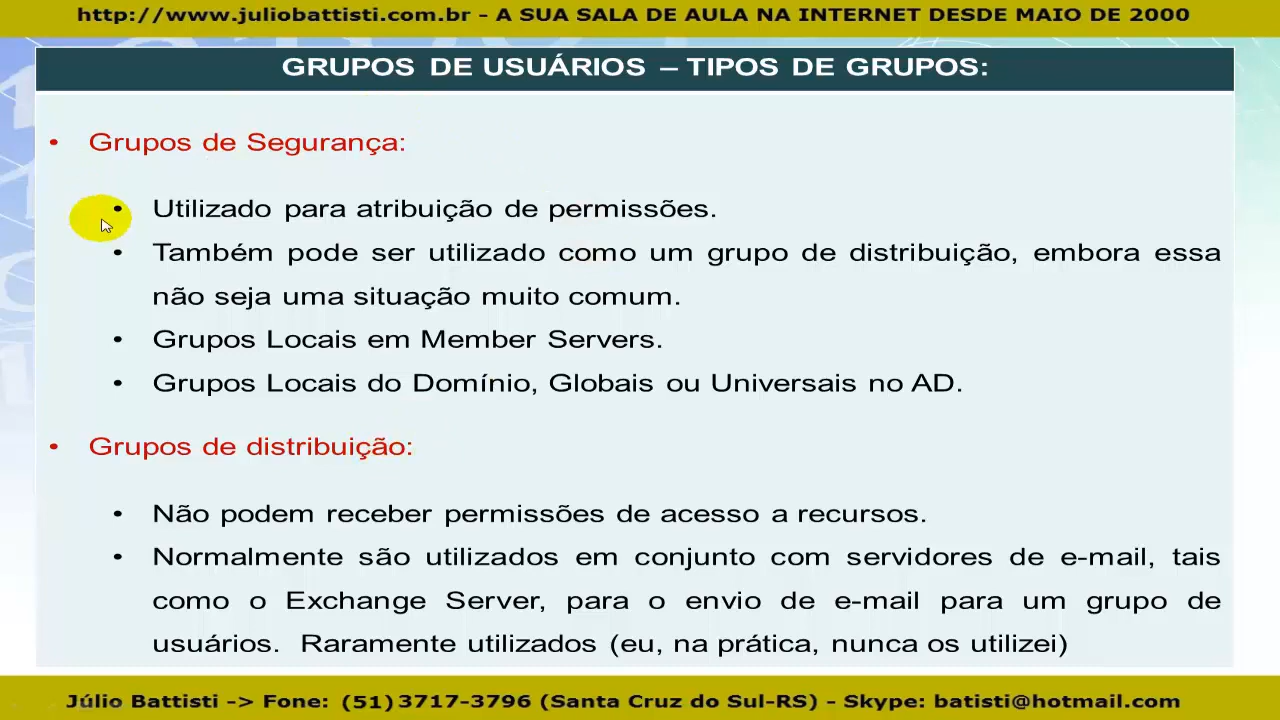 http://www.juliobattisti.com.br - A SUA SALA DE AULA NA INTERNET DESDE MAIO DE 2000
GRUPOS DE USUÁRIOS – TIPOS DE GRUPOS:
• Grupos de Segurança:
• Utilizado para atribuição de permissões.
• Também pode ser utilizado como um grupo de distribuição, embora essa
não seja uma situação muito comum.
• Grupos Locais em Member Servers.
• Grupos Locais do Domínio, Globais ou Universais no AD.
• Grupos de distribuição:
• Não podem receber permissões de acesso a recursos.
• Normalmente são utilizados em conjunto com servidores de e-mail, tais
como o Exchange Server, para o envio de e-mail para um grupo de
usuários. Raramente utilizados (eu, na prática, nunca os utilizei)
Júlio Battisti -> Fone: (51) 3717-3796 (Santa Cruz do Sul-RS) - Skype: batisti@hotmail.com